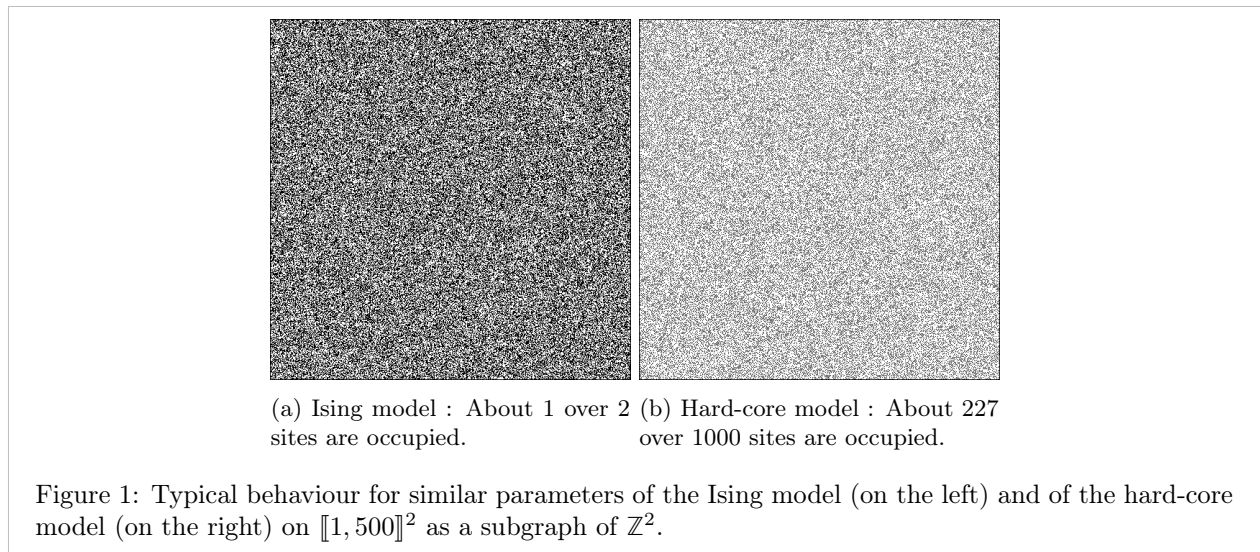 (a) Ising model : About 1 over 2
sites are occupied.
(b) Hard-core model : About 227
over 1000 sites are occupied.
Figure 1: Typical behaviour for similar parameters of the Ising model (on the left) and of the hard-core
model (on the right) on ⟦1, 500⟧² as a subgraph of ℤ².